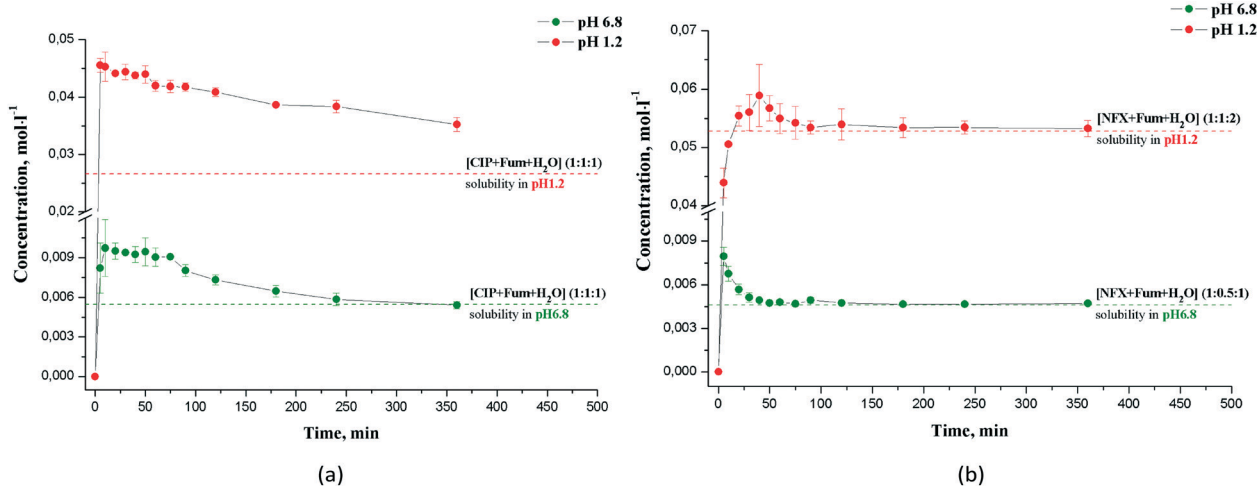 pH 6.8
pH 1.2
Concentration, mol·l⁻¹
0,05
0,04
0,03
0,02
0,009
0,006
0,003
0,000
[CIP+Fum+H₂O] (1:1:1)
solubility in pH1.2
[CIP+Fum+H₂O] (1:1:1)
solubility in pH6.8
0 50 100 150 200 250 300 350 400 450 500
Time, min
(a)
pH 6.8
pH 1.2
Concentration, mol·l⁻¹
0,07
0,06
0,05
0,04
0,009
0,006
0,003
0,000
[NFX+Fum+H₂O] (1:1:2)
solubility in pH1.2
[NFX+Fum+H₂O] (1:0.5:1)
solubility in pH6.8
0 50 100 150 200 250 300 350 400 450 500
Time, min
(b)